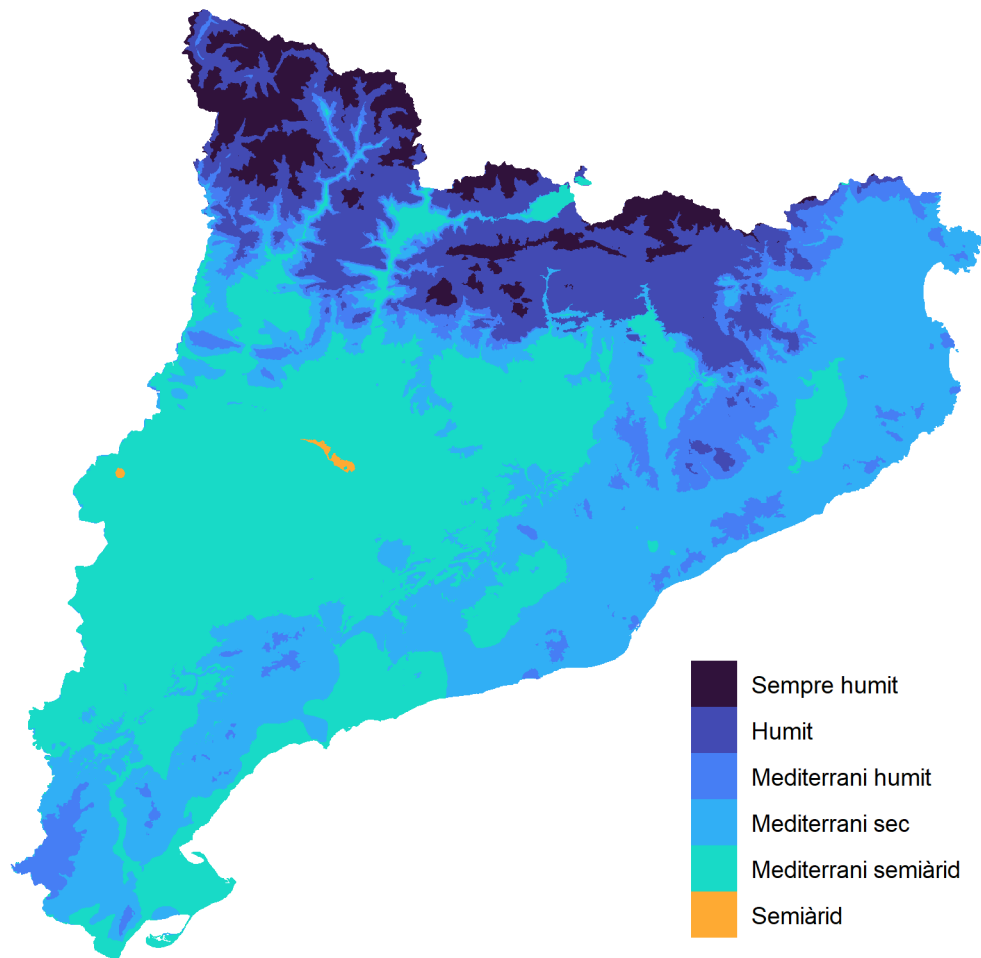 Sempre humit
Humit
Mediterrani humit
Mediterrani sec
Mediterrani semiàrid
Semiàrid